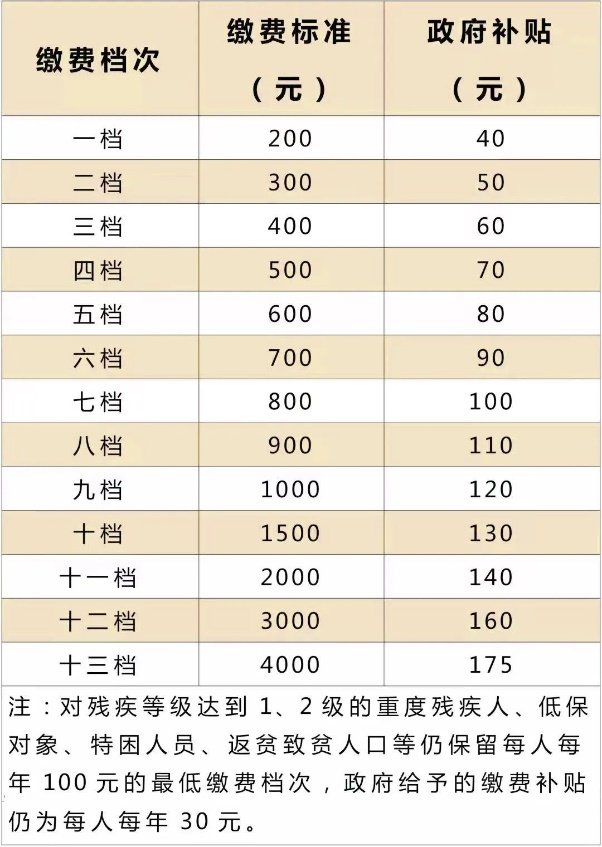 缴费档次 缴费标准（元） 政府补贴（元）
一档 200 40
二档 300 50
三档 400 60
四档 500 70
五档 600 80
六档 700 90
七档 800 100
八档 900 110
九档 1000 120
十档 1500 130
十一档 2000 140
十二档 3000 160
十三档 4000 175
注：对残疾等级达到 1、2 级的重度残疾人、低保
对象、特困人员、返贫致贫人口等仍保留每人每
年 100 元的最低缴费档次，政府给予的缴费补贴
仍为每人每年 30 元。